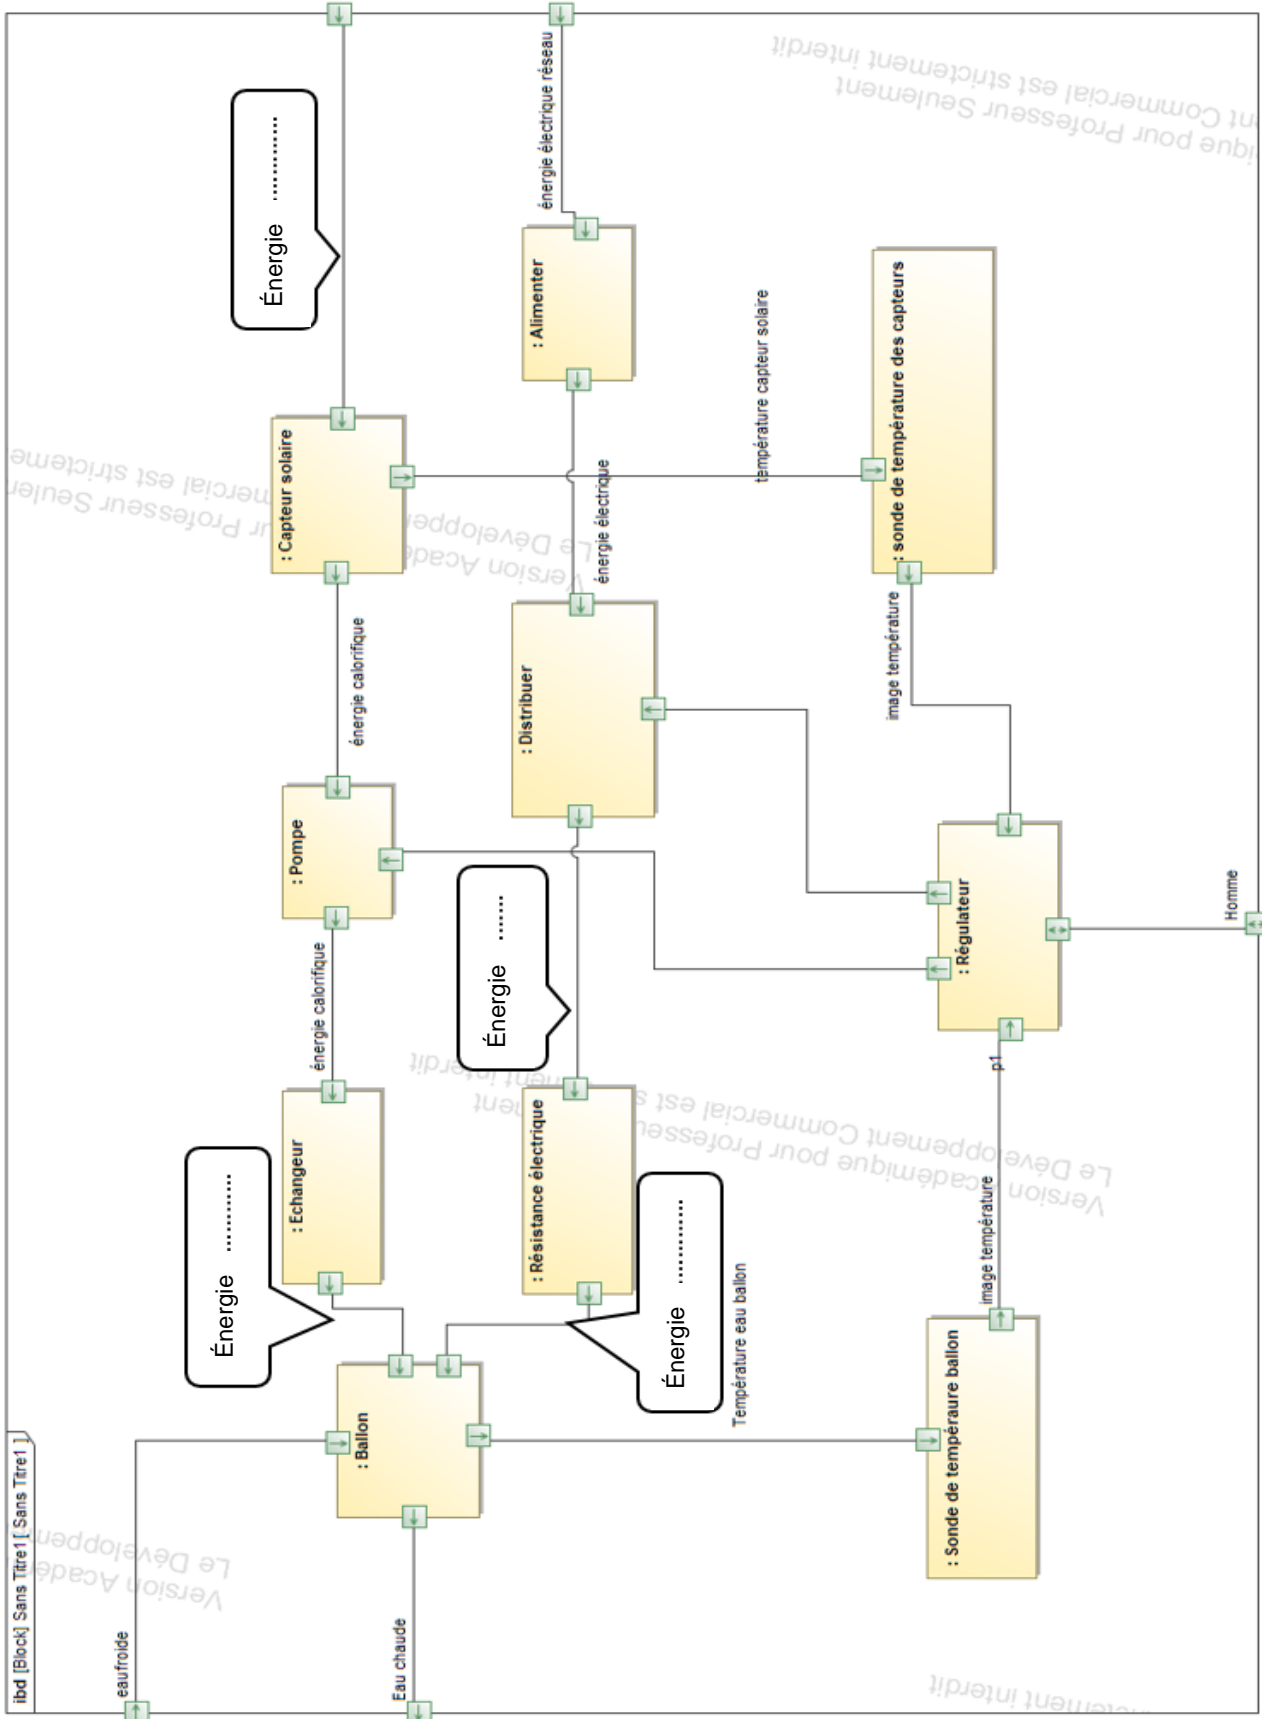 ibd [Block] Sans Titre1 [ Sans Titre1 ]
eaufroide
Énergie ............
Énergie ............
: Echangeur
énergie calorifique
: Pompe
énergie calorifique
: Capteur solaire
Eau chaude
: Ballon
Énergie .......
énergie électrique réseau
: Résistance électrique
: Distribuer
énergie électrique
: Alimenter
Énergie ............
Température eau ballon
température capteur solaire
image température
: sonde de température des capteurs
: Sonde de tempéraure ballon
image température
p1
: Régulateur
Homme
Version Académique pour Professeur Seulement
Le Développement Commercial est strictement interdit